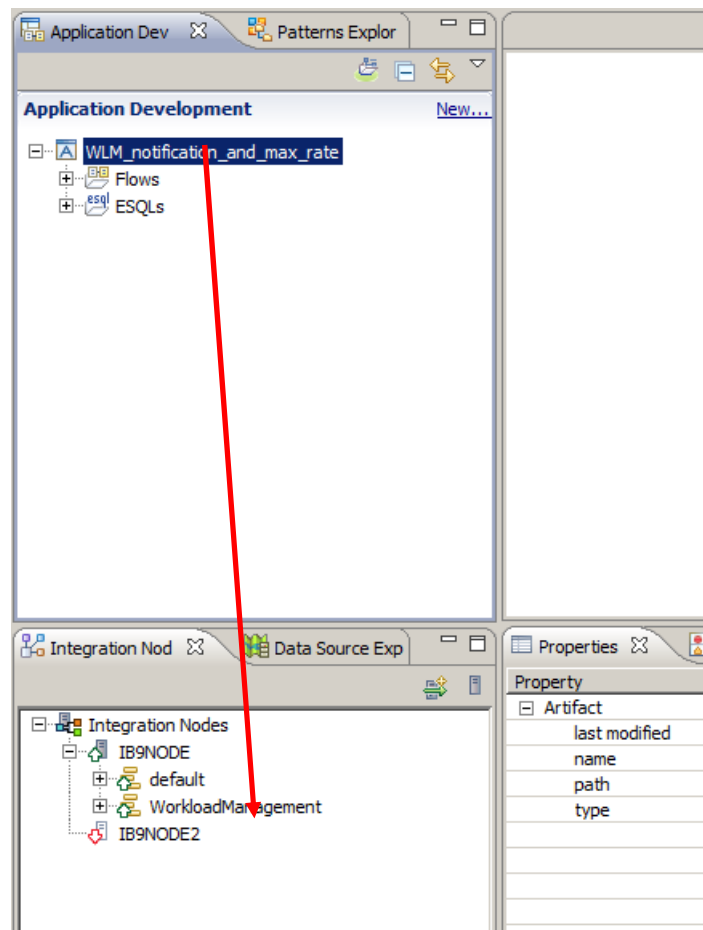 Application Dev
Patterns Explor
Application Development
New...
WLM_notification_and_max_rate
Flows
esql
ESQLs
Integration Nod
Data Source Exp
Properties
Property
Integration Nodes
Artifact
last modified
IB9NODE
name
default
path
WorkloadManagement
type
IB9NODE2